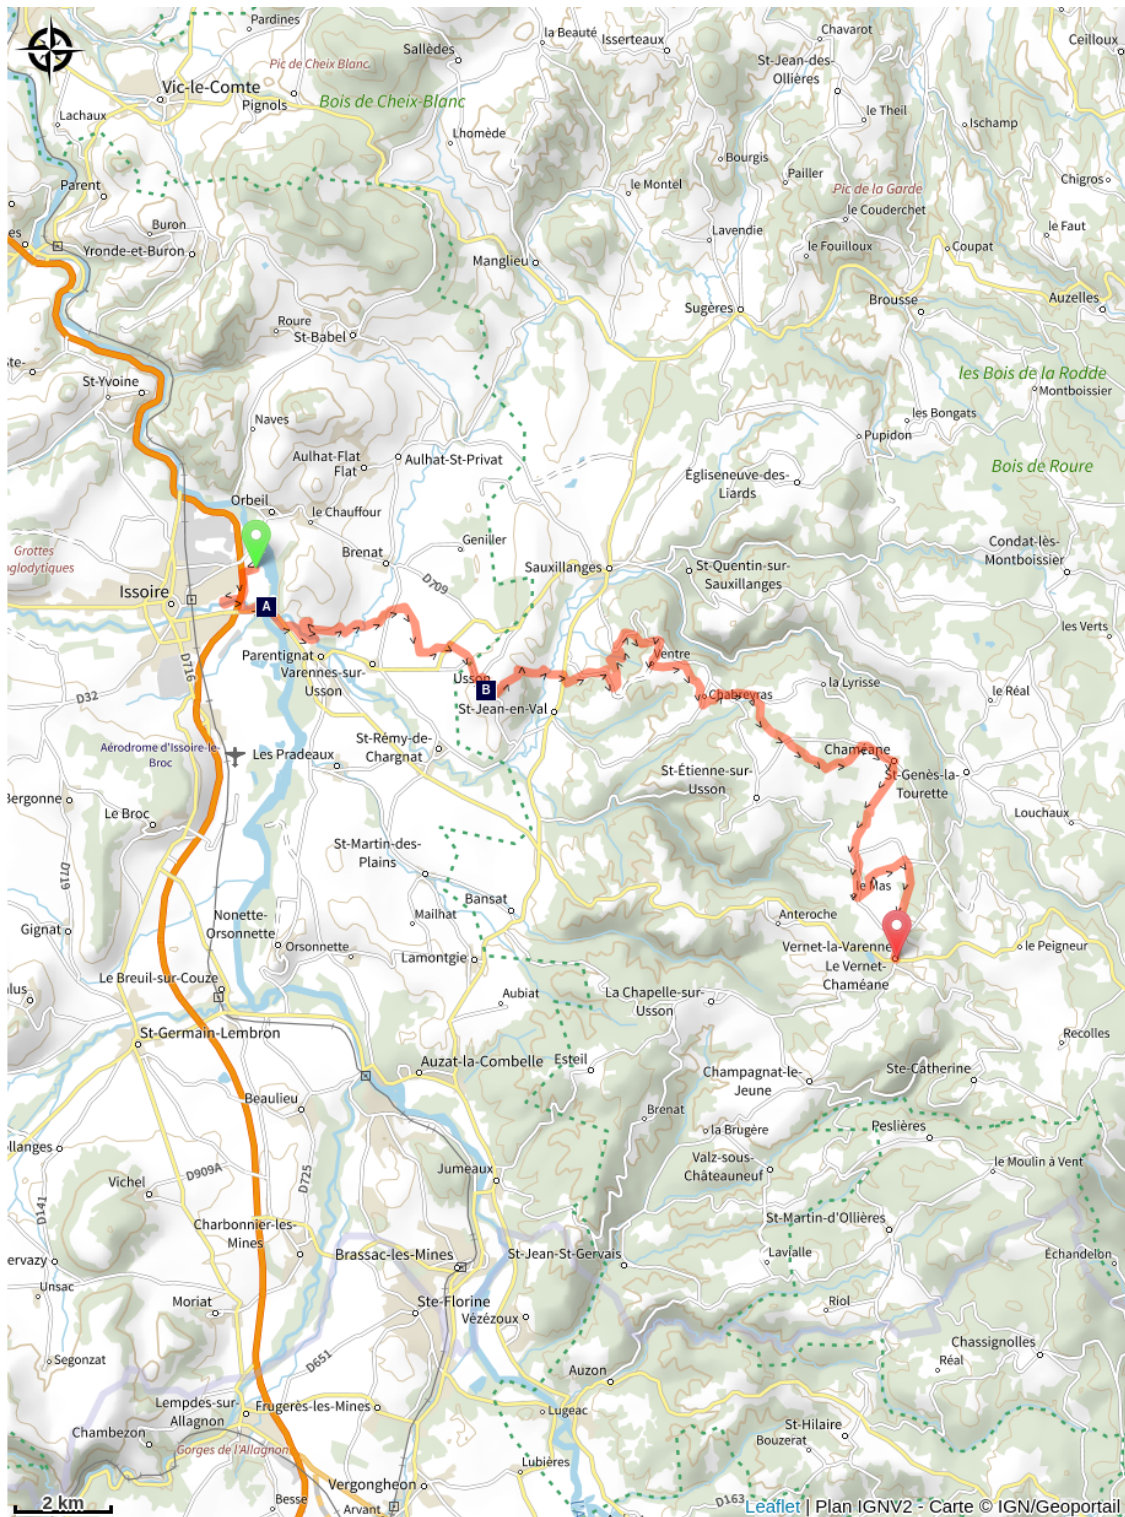 Pardines
la Beauté
Isserteaux
Chavarot
Ceilloux
Sallèdes
Pic de Cheix Blanc
St-Jean-des-
Ollières
Vic-le-Comte
Pignols
Bois de Cheix-Blanc
Lachaux
le Theil
Ischamp
Lhomède
Bourgis
Pailler
Parent
le Montel
Pic de la Garde
Chigros
le Couderchet
Buron
Lavendie
le Faut
es
Yronde-et-Buron
le Fouilloux
Coupat
Manglieu
Brousse
Auzelles
Sugères
Roure
St-Babel
ste-
les Bois de la Rodde
St-Yvoine
Montboissier
Naves
les Bongats
Pupidon
Aulhat-Flat
Flat
Aulhat-St-Privat
Bois de Roure
Égliseneuve-des-
Liards
Orbeil
le Chauffour
Grottes
oglodytiques
Brenat
Geniller
Condat-lès-
Montboissier
Sauxillanges
St-Quentin-sur-
Sauxillanges
D709
Issoire
A
les Verts
Parentignat
Ventre
D716
Varennes-sur-
Usson
Usson
B
la Lyrisse
le Réal
D32
St-Jean-en-Val
Chabreyras
Aérodrome d'Issoire-le-
Broc
Les Pradeaux
St-Rémy-de-
Chargnat
Chaméane
St-Étienne-sur-
Usson
St-Genès-la-
Tourette
Bergonne
Le Broc
Louchaux
St-Martin-des-
Plains
D719
le Mas
Bansat
Mailhat
Anteroche
Nonette-
Orsonnette
Gignat
Orsonnette
Lamontgie
Vernet-la-Varenne
le Peigneur
Le Vernet-
Chaméane
Le Breuil-sur-Couze
alus
Aubiat
La Chapelle-sur-
Usson
St-Germain-Lembron
Recolles
Auzat-la-Combelle
Esteil
Ste-Catherine
Champagnat-le-
Jeune
Beaulieu
Brenat
la Brugère
Peslières
ollanges
Valz-sous-
Châteauneuf
le Moulin à Vent
D909A
Jumeaux
Vichel
D725
D141
Charbonnier-les-
Mines
St-Martin-d'Ollières
Brassac-les-Mines
St-Jean-St-Gervais
Lavialle
Échandelon
ervazy
Unsac
Moriat
Ste-Florine
Vézézoux
Riol
Chassignolles
Réal
Segonzat
D651
Auzon
Lempdes-sur-
Allagnon
Frugerès-les-Mines
Lugeac
Chambezon
Gorges de l'Allagnon
St-Hilaire
Bouzerat
Lubières
Vergongheon
Besse
Arvant
D163
2 km
Leaflet | Plan IGNV2 - Carte © IGN/Geoportail